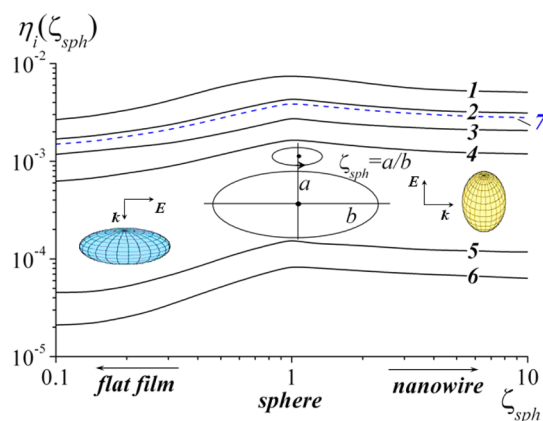 η_i(ζ_sph)
10^-2
1
2
7
3
4
10^-3
ζ_sph=a/b
a
b
E
k
E
k
10^-4
5
6
10^-5
0.1
1
10
flat film
sphere
nanowire
ζ_sph